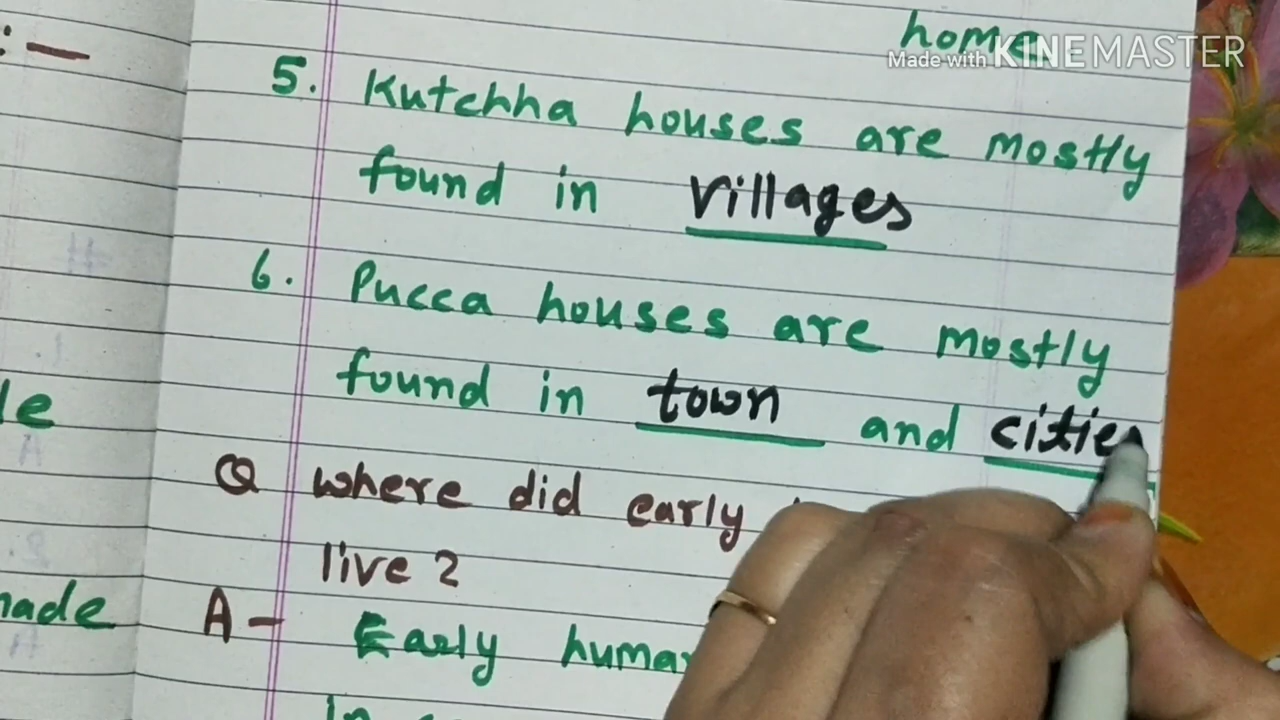 :-
home
Made with KINEMASTER
5. Kutchha houses are mostly
found in villages
6. Pucca houses are mostly
found in town and cities
Q where did early
live ?
A- Early human
in